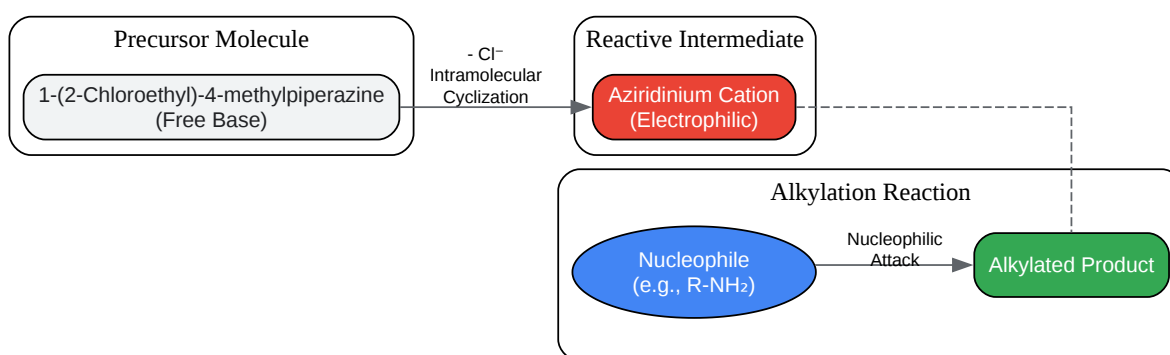 Precursor Molecule
1-(2-Chloroethyl)-4-methylpiperazine
(Free Base)
- Cl⁻
Intramolecular
Cyclization
Reactive Intermediate
Aziridinium Cation
(Electrophilic)
Alkylation Reaction
Nucleophile
(e.g., R-NH₂)
Nucleophilic
Attack
Alkylated Product